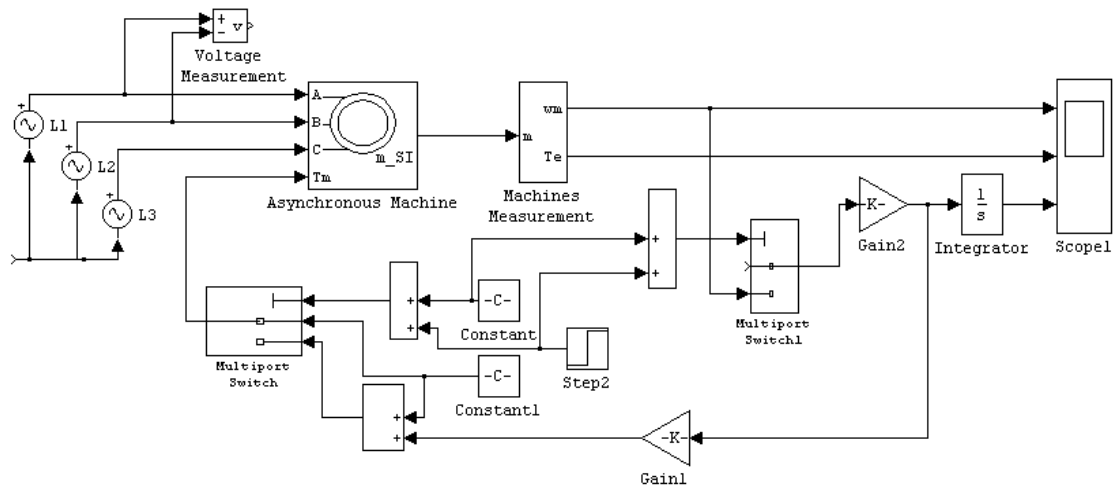 +
−
v
Voltage
Measurement
+
L1
+
L2
+
L3
A
B
C
Tm
m_SI
Asynchronous Machine
m
wm
Te
Machines
Measurement
+
+
Multiport
Switch1
-K-
Gain2
1
s
Integrator
Scope1
Multiport
Switch
+
+
-C-
Constant
Step2
-C-
Constant1
+
+
-K-
Gain1